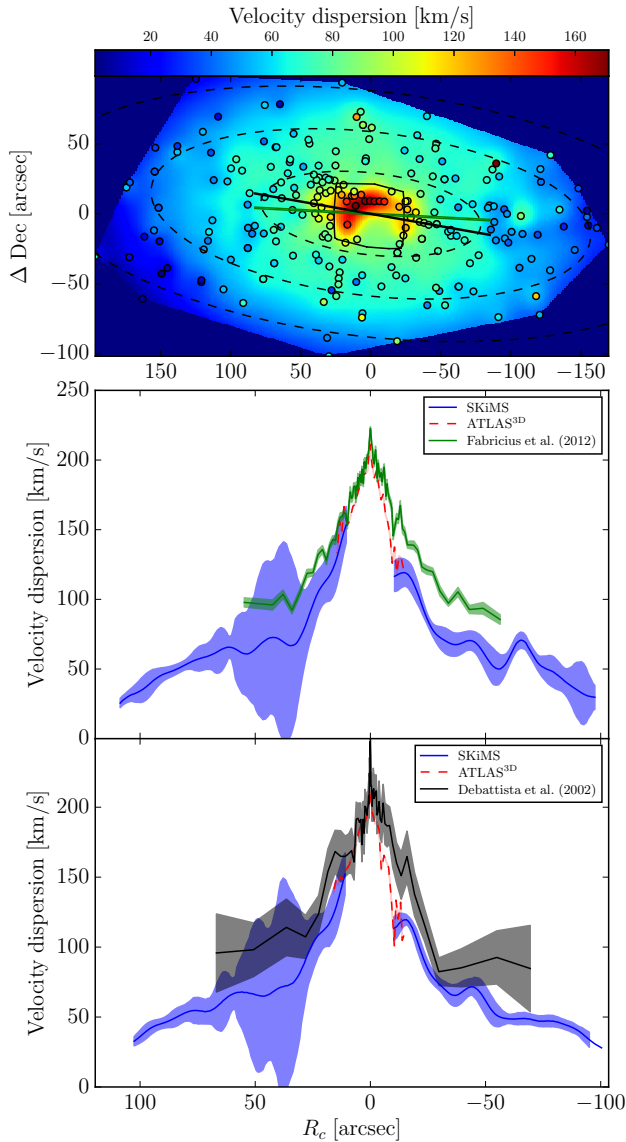 Velocity dispersion [km/s]
20 40 60 80 100 120 140 160
Δ Dec [arcsec]
50
0
−50
−100
150 100 50 0 −50 −100 −150
Velocity dispersion [km/s]
250
200
150
100
50
0
SKiMS
ATLAS³ᴰ
Fabricius et al. (2012)
Velocity dispersion [km/s]
200
150
100
50
0
SKiMS
ATLAS³ᴰ
Debattista et al. (2002)
100 50 0 −50 −100
R_c [arcsec]